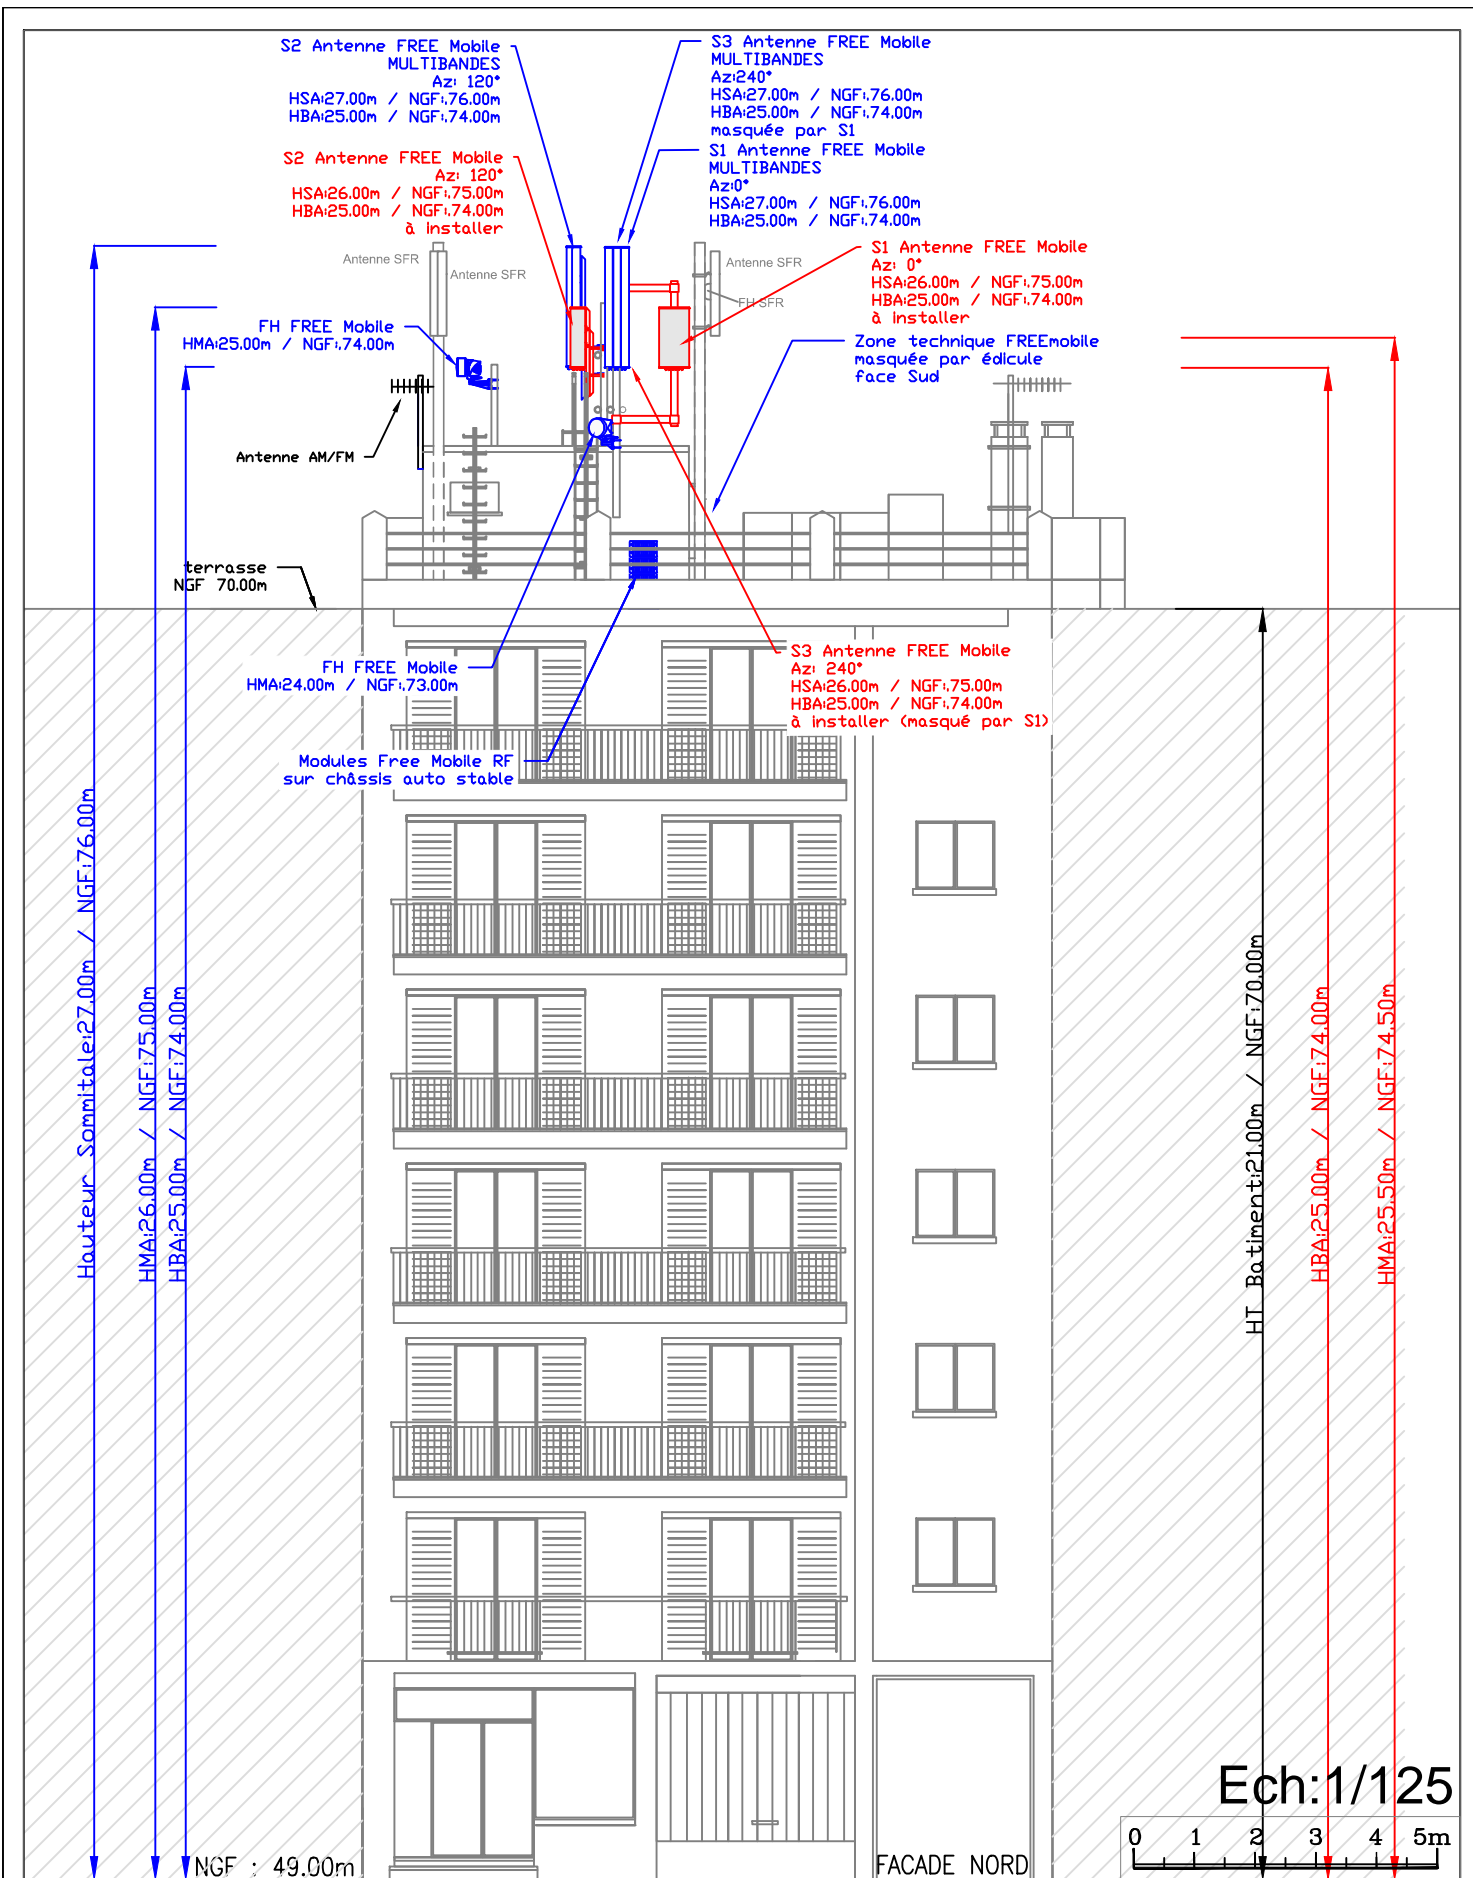 S2 Antenne FREE Mobile
MULTIBANDES
Az: 120°
HSA:27.00m / NGF:.76.00m
HBA:25.00m / NGF:.74.00m
S3 Antenne FREE Mobile
MULTIBANDES
Az:240°
HSA:27.00m / NGF:.76.00m
HBA:25.00m / NGF:.74.00m
masquée par S1
S1 Antenne FREE Mobile
MULTIBANDES
Az:0°
HSA:27.00m / NGF:.76.00m
HBA:25.00m / NGF:.74.00m
S2 Antenne FREE Mobile
Az: 120°
HSA:26.00m / NGF:.75.00m
HBA:25.00m / NGF:.74.00m
à installer
S1 Antenne FREE Mobile
Az: 0°
HSA:26.00m / NGF:.75.00m
HBA:25.00m / NGF:.74.00m
à installer
Antenne SFR
Antenne SFR
Antenne SFR
FH SFR
FH FREE Mobile
HMA:25.00m / NGF:.74.00m
Zone technique FREEmobile
masquée par édicule
face Sud
Antenne AM/FM
terrasse
NGF 70.00m
FH FREE Mobile
HMA:24.00m / NGF:.73.00m
S3 Antenne FREE Mobile
Az: 240°
HSA:26.00m / NGF:.75.00m
HBA:25.00m / NGF:.74.00m
à installer (masqué par S1)
Modules Free Mobile RF
sur châssis auto stable
Hauteur Sommitale:27.00m / NGF:76.00m
HMA:26.00m / NGF:75.00m
HBA:25.00m / NGF:74.00m
HT Batiment:21.00m / NGF:70.00m
HBA:25.00m / NGF:74.00m
HMA:25.50m / NGF:74.50m
Ech:1/125
0 1 2 3 4 5m
NGF : 49.00m
FACADE NORD